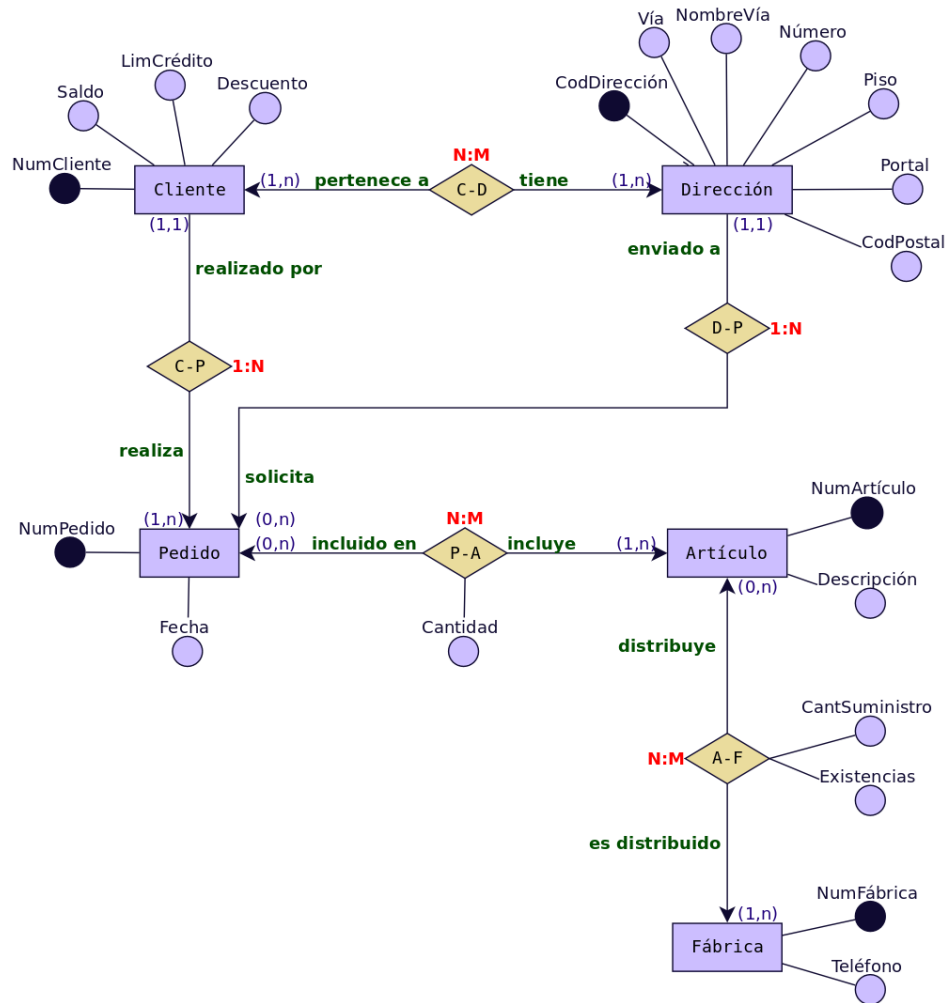 Vía
NombreVía
Número
LimCrédito
Descuento
CodDirección
Piso
Saldo
NumCliente
N:M
Portal
Cliente
(1,n)
pertenece a
C-D
tiene
(1,n)
Dirección
(1,1)
(1,1)
CodPostal
enviado a
realizado por
D-P
1:N
C-P
1:N
realiza
solicita
NumArtículo
NumPedido
(1,n)
(0,n)
N:M
Pedido
(0,n)
incluido en
P-A
incluye
(1,n)
Artículo
(0,n)
Descripción
Fecha
Cantidad
distribuye
CantSuministro
N:M
A-F
Existencias
es distribuido
NumFábrica
(1,n)
Fábrica
Teléfono